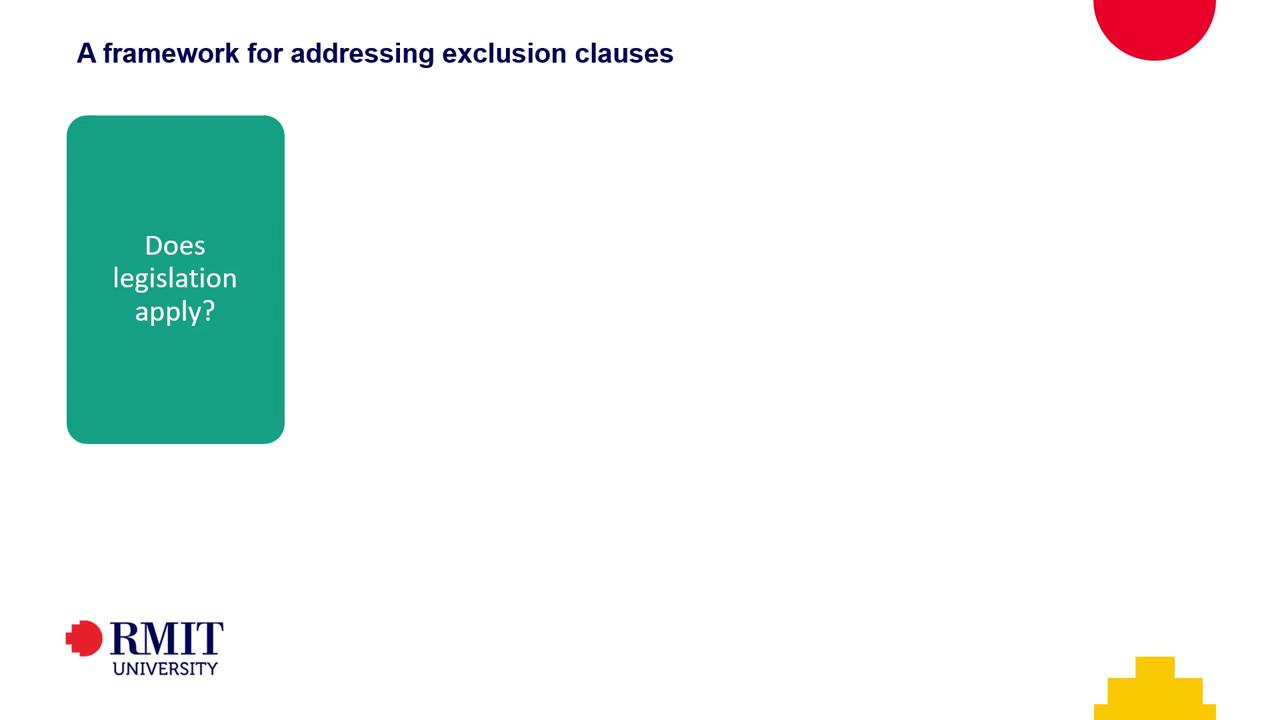 A framework for addressing exclusion clauses
Does
legislation
apply?
RMIT
UNIVERSITY